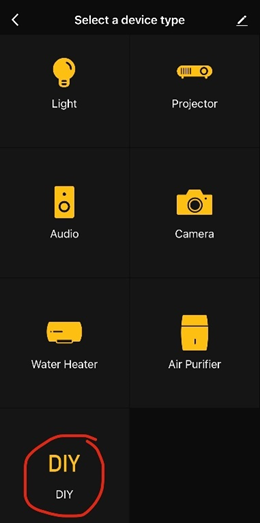 Select a device type
Light
Projector
Audio
Camera
Water Heater
Air Purifier
DIY
DIY